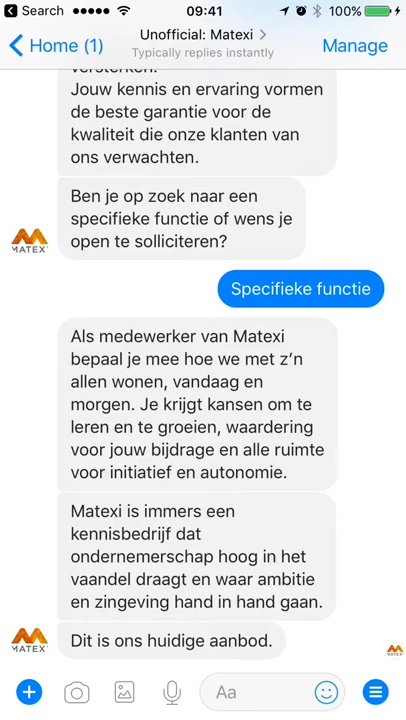 Search
09:41
100%
Home (1)
Unofficial: Matexi
Typically replies instantly
Manage
versterken.
Jouw kennis en ervaring vormen
de beste garantie voor de
kwaliteit die onze klanten van
ons verwachten.
Ben je op zoek naar een
specifieke functie of wens je
open te solliciteren?
MATEX
Specifieke functie
Als medewerker van Matexi
bepaal je mee hoe we met z’n
allen wonen, vandaag en
morgen. Je krijgt kansen om te
leren en te groeien, waardering
voor jouw bijdrage en alle ruimte
voor initiatief en autonomie.
Matexi is immers een
kennisbedrijf dat
ondernemerschap hoog in het
vaandel draagt en waar ambitie
en zingeving hand in hand gaan.
Dit is ons huidige aanbod.
MATEX
MATEX
Aa